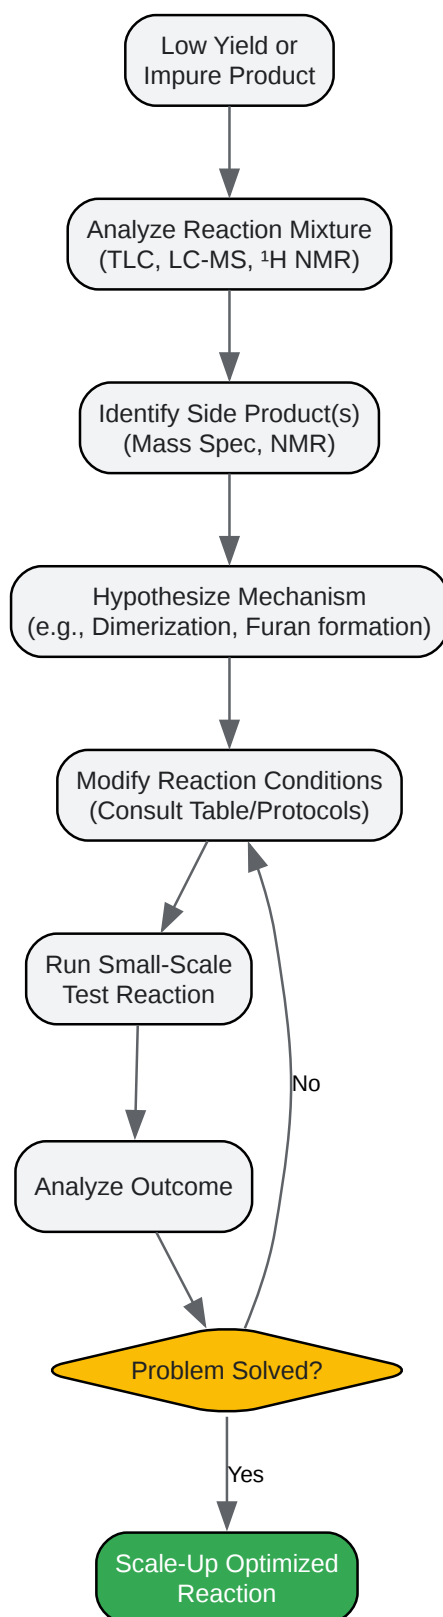 Low Yield or
Impure Product
Analyze Reaction Mixture
(TLC, LC-MS, ¹H NMR)
Identify Side Product(s)
(Mass Spec, NMR)
Hypothesize Mechanism
(e.g., Dimerization, Furan formation)
Modify Reaction Conditions
(Consult Table/Protocols)
Run Small-Scale
Test Reaction
No
Analyze Outcome
Problem Solved?
Yes
Scale-Up Optimized
Reaction